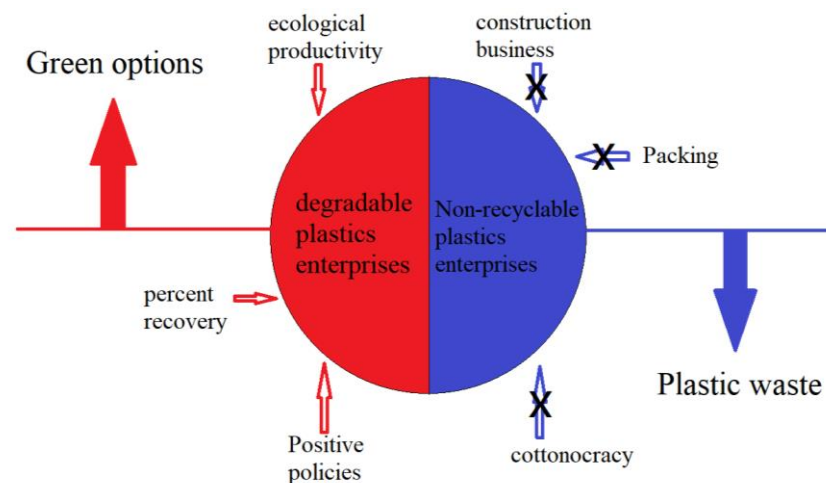 ecological
productivity
construction
business
Green options
X
X
Packing
degradable
plastics
enterprises
Non-recyclable
plastics
enterprises
percent
recovery
Plastic waste
X
Positive
policies
cottonocracy